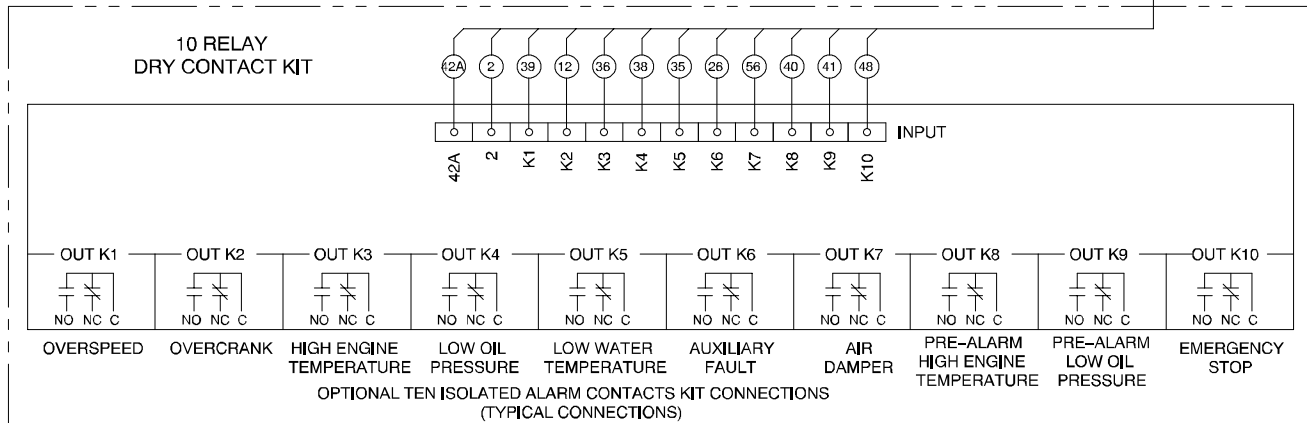 10 RELAY
DRY CONTACT KIT
42A 2 39 12 36 38 35 26 56 40 41 48
INPUT
42A 2 K1 K2 K3 K4 K5 K6 K7 K8 K9 K10
OUT K1 OUT K2 OUT K3 OUT K4 OUT K5 OUT K6 OUT K7 OUT K8 OUT K9 OUT K10
NO NC C NO NC C NO NC C NO NC C NO NC C NO NC C NO NC C NO NC C NO NC C NO NC C
OVERSPEED
OVERCRANK
HIGH ENGINE
TEMPERATURE
LOW OIL
PRESSURE
LOW WATER
TEMPERATURE
AUXILIARY
FAULT
AIR
DAMPER
PRE-ALARM
HIGH ENGINE
TEMPERATURE
PRE-ALARM
LOW OIL
PRESSURE
EMERGENCY
STOP
OPTIONAL TEN ISOLATED ALARM CONTACTS KIT CONNECTIONS
(TYPICAL CONNECTIONS)